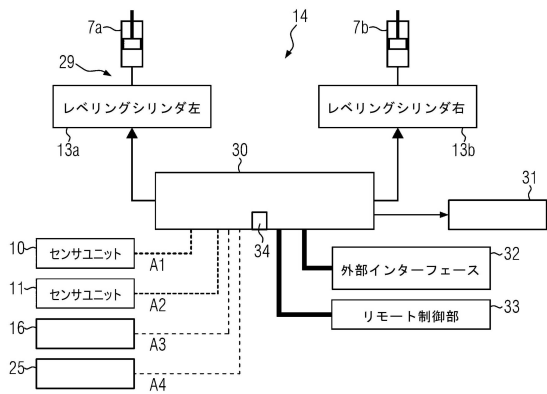 7a
14
7b
29
レベリングシリンダ左
レベリングシリンダ右
13a
30
13b
31
34
10
センサユニット
A1
外部インターフェース
32
11
センサユニット
A2
リモート制御部
33
16
A3
25
A4